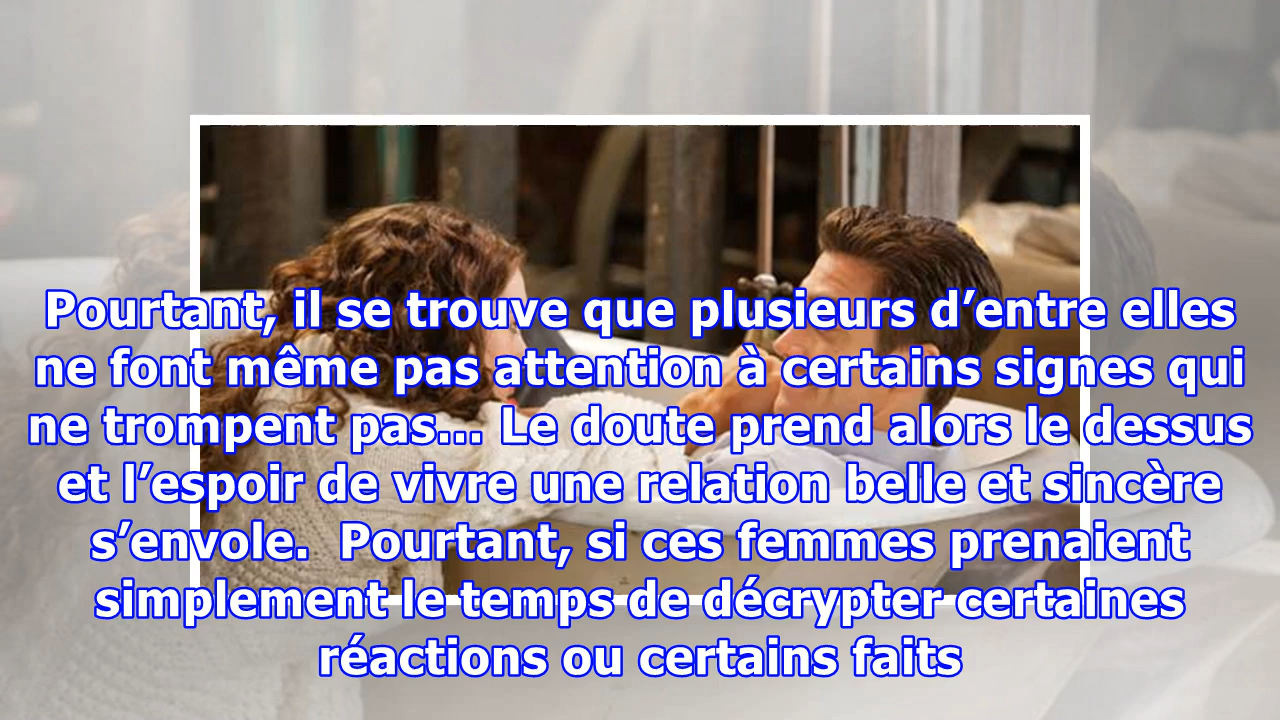 Pourtant, il se trouve que plusieurs d’entre elles
ne font même pas attention à certains signes qui
ne trompent pas... Le doute prend alors le dessus
et l’espoir de vivre une relation belle et sincère
s’envole.  Pourtant, si ces femmes prenaient
simplement le temps de décrypter certaines
réactions ou certains faits